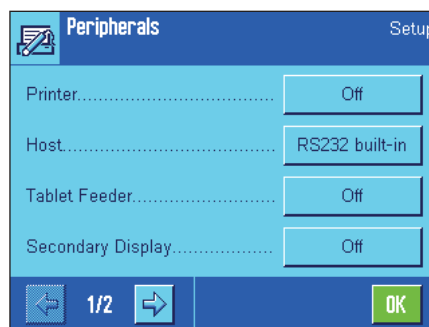 Peripherals Setup
Printer.................................... Off
Host....................................... RS232 built-in
Tablet Feeder.......................... Off
Secondary Display................... Off
1/2 OK